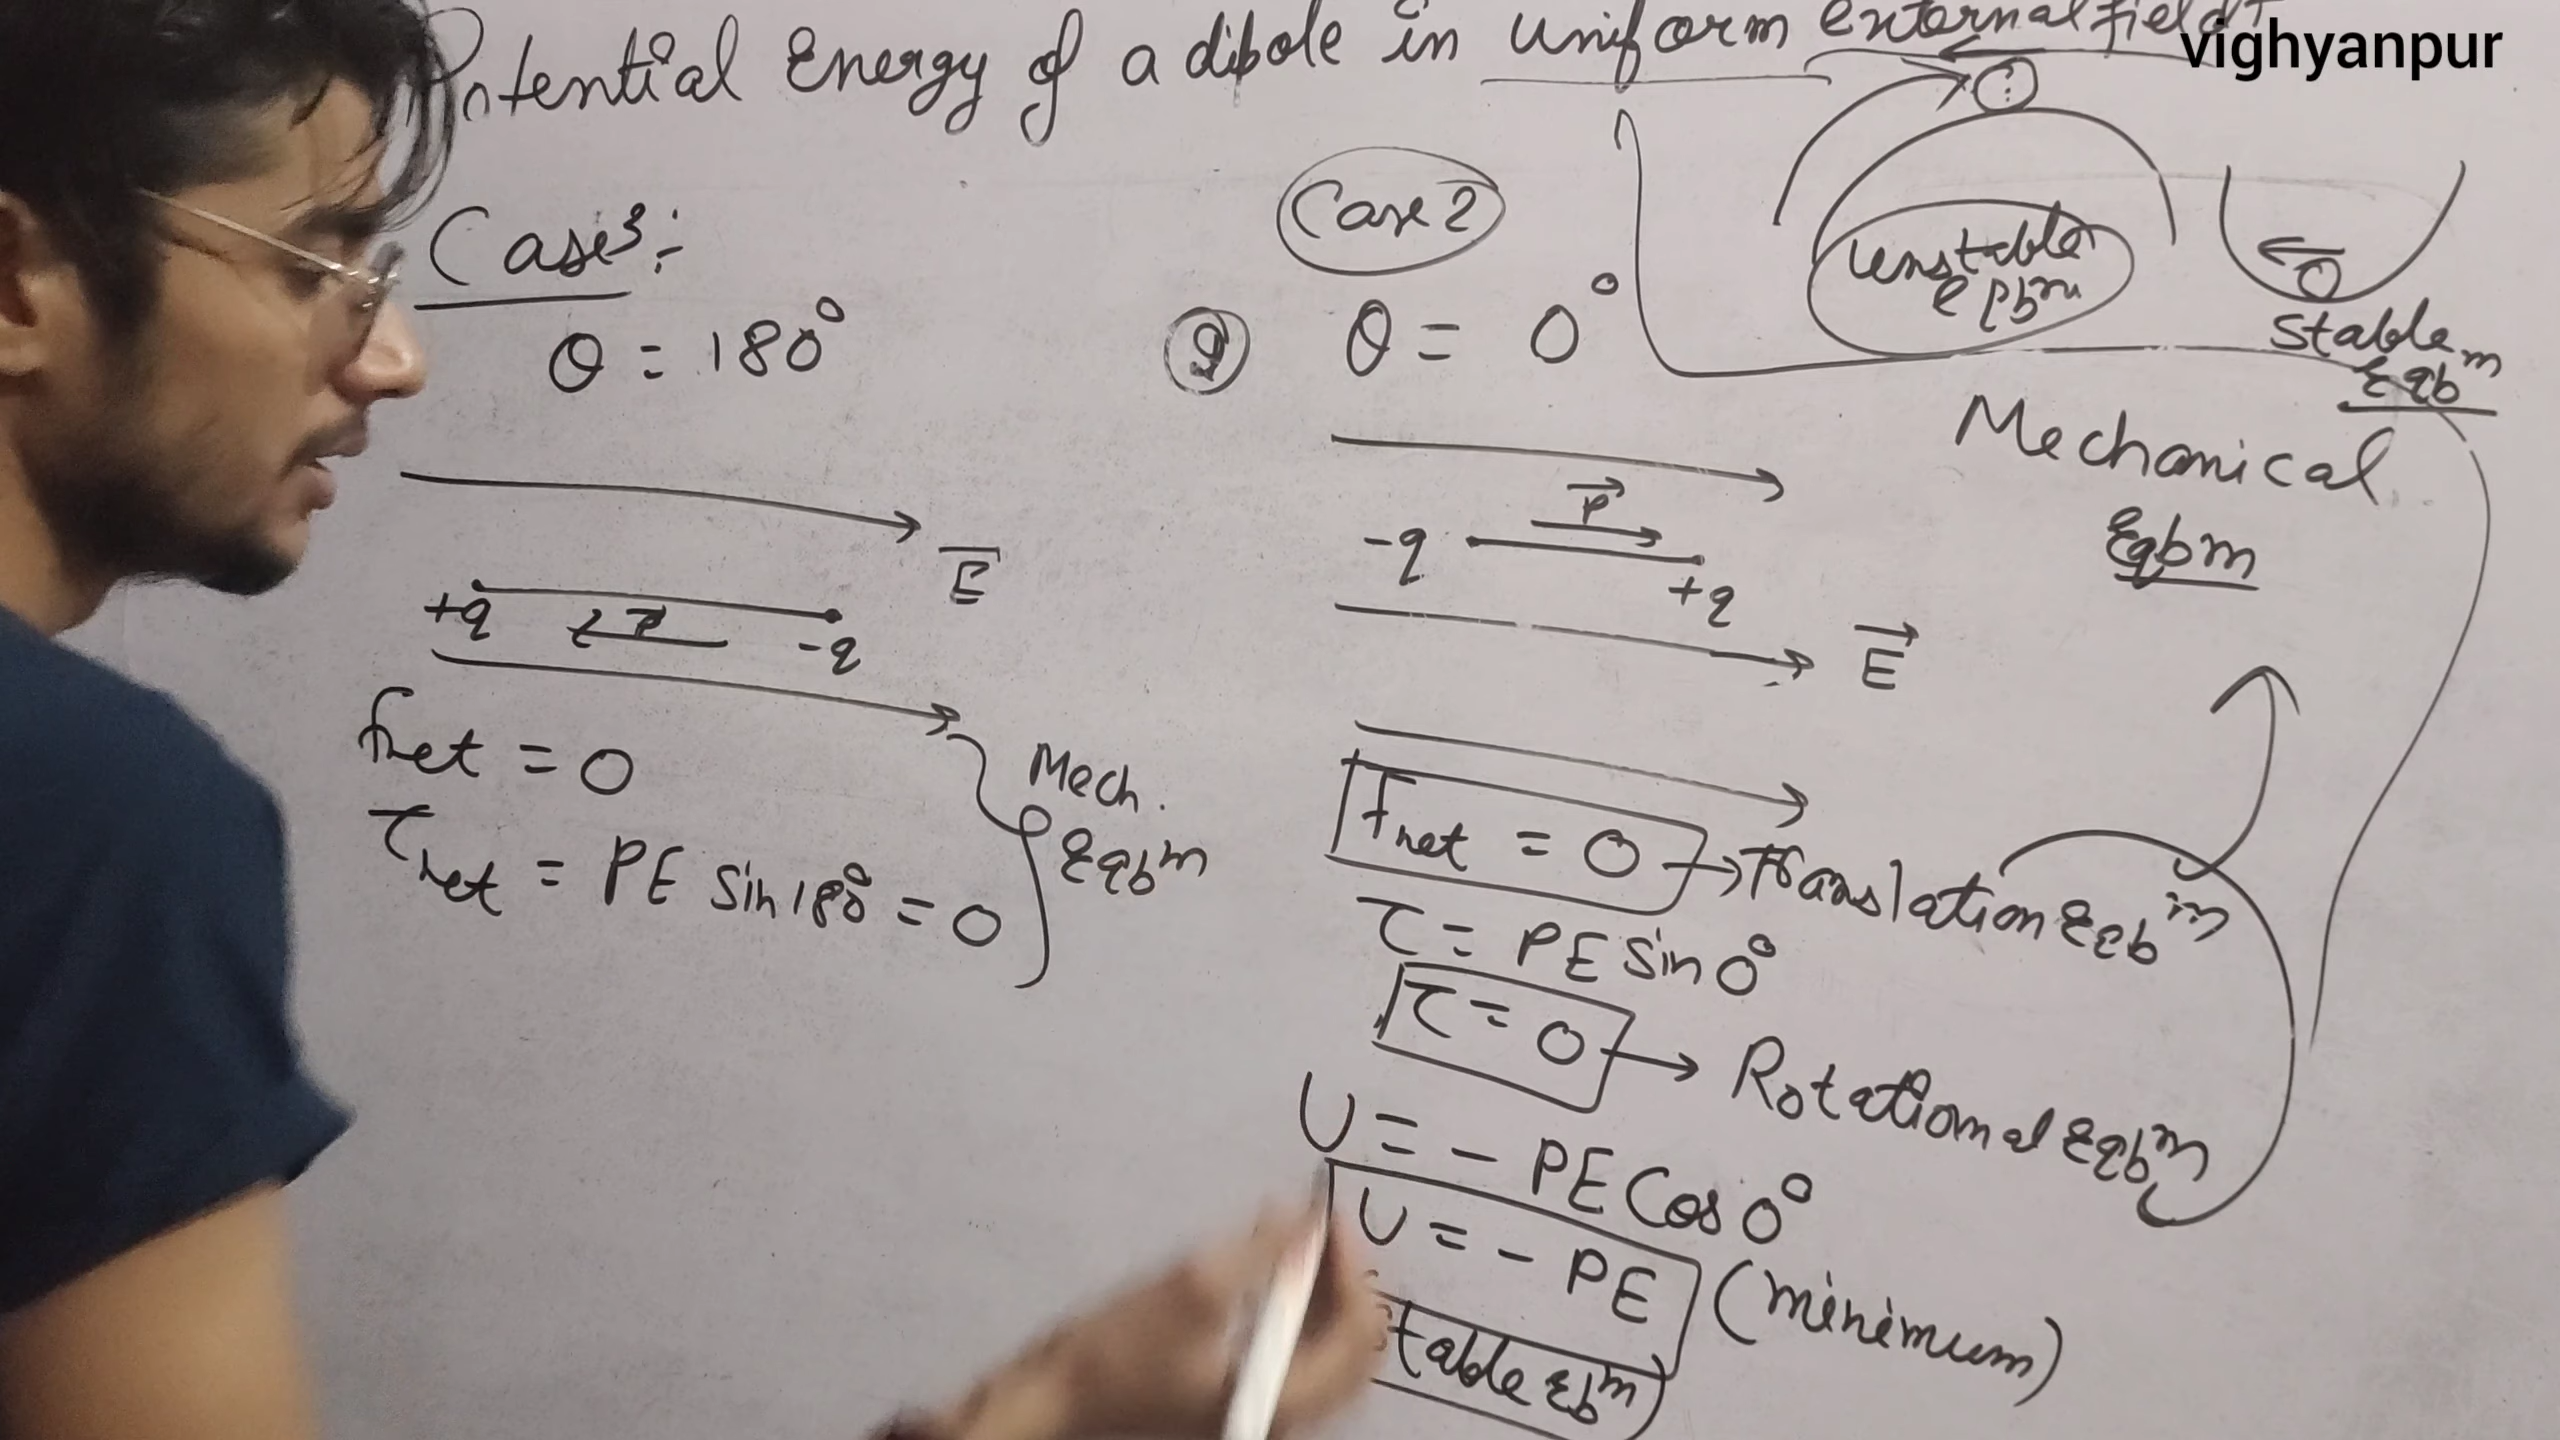 Potential Energy of a dipole in uniform external field
vighyanpur
Case 3:-
θ = 180°
E
+q P -q
Fnet = 0
τnet = PE Sin 180° = 0
Mech.
Eqbm
Case 2
θ = 0°
P
-q
+q
E
Fnet = 0 → Translation Eqbm
τ = PE Sin 0°
τ = 0 → Rotational Eqbm
U = - PE Cos 0°
U = - PE (minimum)
Stable Eqbm
unstable
eqbm
Stable
Eqbm
Mechanical
Eqbm